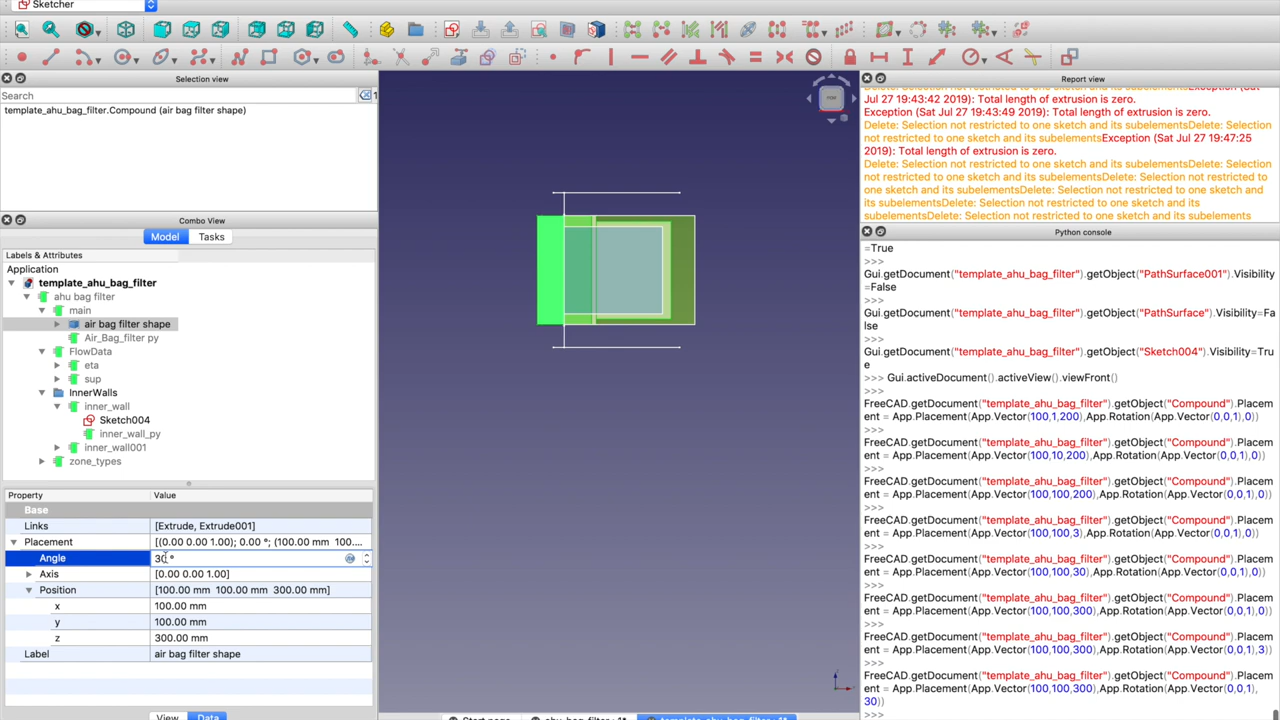 Sketcher
Selection view
Search
1
template_ahu_bag_filter.Compound (air bag filter shape)
Combo View
Model
Tasks
Labels & Attributes
Application
template_ahu_bag_filter
ahu bag filter
main
air bag filter shape
Air_Bag_filter py
FlowData
eta
sup
InnerWalls
inner_wall
Sketch004
inner_wall_py
inner_wall001
zone_types
Property Value
Base
Links [Extrude, Extrude001]
Placement [(0.00 0.00 1.00); 0.00 °; (100.00 mm 100....
Angle 30 °
Axis [0.00 0.00 1.00]
Position [100.00 mm 100.00 mm 300.00 mm]
x 100.00 mm
y 100.00 mm
z 300.00 mm
Label air bag filter shape
View Data
Start page
ahu_bag_filter : 1*
template_ahu_bag_filter : 1*
Report view
Delete: Selection not restricted to one sketch and its subelementsException (Sat
Jul 27 19:43:42 2019): Total length of extrusion is zero.
Exception (Sat Jul 27 19:43:49 2019): Total length of extrusion is zero.
Delete: Selection not restricted to one sketch and its subelementsDelete: Selection
not restricted to one sketch and its subelementsException (Sat Jul 27 19:47:25
2019): Total length of extrusion is zero.
Delete: Selection not restricted to one sketch and its subelementsDelete: Selection
not restricted to one sketch and its subelementsDelete: Selection not restricted to
one sketch and its subelementsDelete: Selection not restricted to one sketch and its
subelementsDelete: Selection not restricted to one sketch and its
subelementsDelete: Selection not restricted to one sketch and its subelements
Python console
=True
>>>
Gui.getDocument("template_ahu_bag_filter").getObject("PathSurface001").Visibility
=False
>>>
Gui.getDocument("template_ahu_bag_filter").getObject("PathSurface").Visibility=Fa
lse
>>>
Gui.getDocument("template_ahu_bag_filter").getObject("Sketch004").Visibility=Tru
e
>>> Gui.activeDocument().activeView().viewFront()
>>>
FreeCAD.getDocument("template_ahu_bag_filter").getObject("Compound").Placem
ent = App.Placement(App.Vector(100,1,200),App.Rotation(App.Vector(0,0,1),0))
>>>
FreeCAD.getDocument("template_ahu_bag_filter").getObject("Compound").Placem
ent = App.Placement(App.Vector(100,10,200),App.Rotation(App.Vector(0,0,1),0))
>>>
FreeCAD.getDocument("template_ahu_bag_filter").getObject("Compound").Placem
ent = App.Placement(App.Vector(100,100,200),App.Rotation(App.Vector(0,0,1),0))
>>>
FreeCAD.getDocument("template_ahu_bag_filter").getObject("Compound").Placem
ent = App.Placement(App.Vector(100,100,3),App.Rotation(App.Vector(0,0,1),0))
>>>
FreeCAD.getDocument("template_ahu_bag_filter").getObject("Compound").Placem
ent = App.Placement(App.Vector(100,100,30),App.Rotation(App.Vector(0,0,1),0))
>>>
FreeCAD.getDocument("template_ahu_bag_filter").getObject("Compound").Placem
ent = App.Placement(App.Vector(100,100,300),App.Rotation(App.Vector(0,0,1),0))
>>>
FreeCAD.getDocument("template_ahu_bag_filter").getObject("Compound").Placem
ent = App.Placement(App.Vector(100,100,300),App.Rotation(App.Vector(0,0,1),3))
>>>
FreeCAD.getDocument("template_ahu_bag_filter").getObject("Compound").Placem
ent = App.Placement(App.Vector(100,100,300),App.Rotation(App.Vector(0,0,1),
30))
>>>